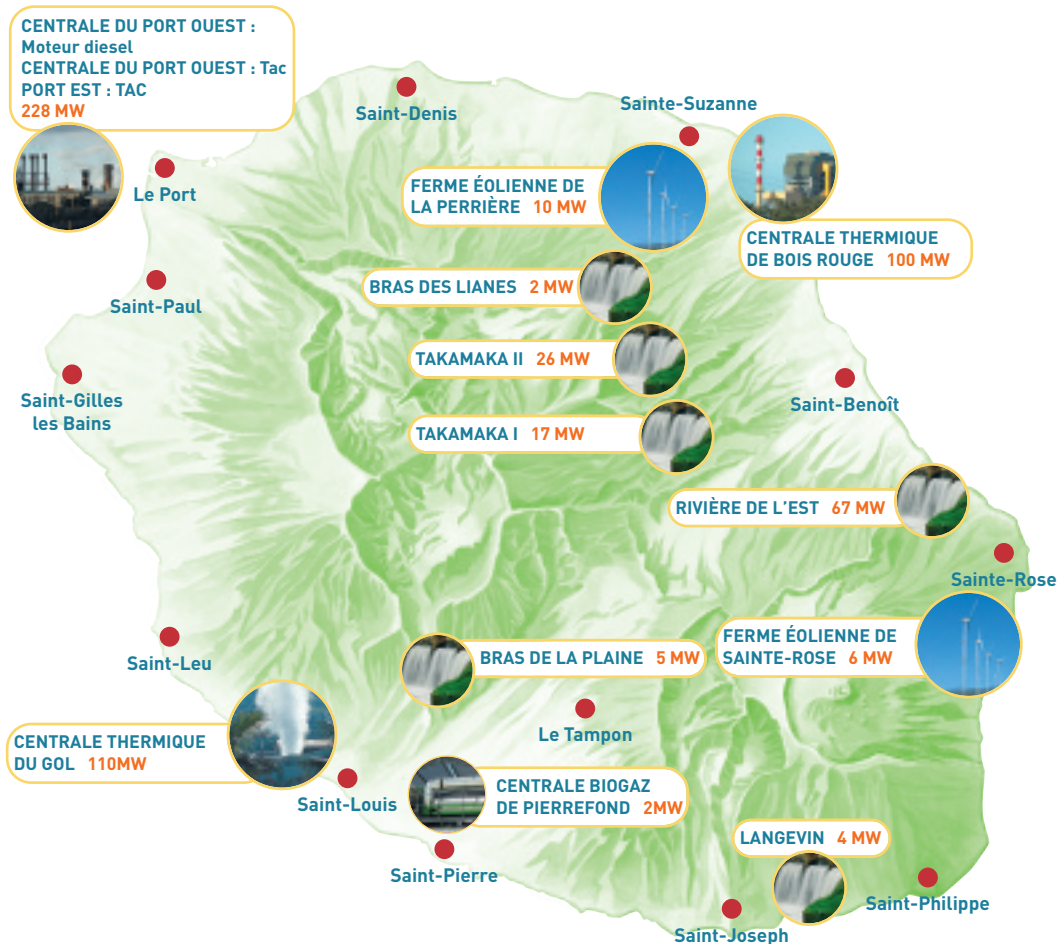 CENTRALE DU PORT OUEST :
Moteur diesel
CENTRALE DU PORT OUEST : Tac
PORT EST : TAC
228 MW
Saint-Denis
Sainte-Suzanne
Le Port
FERME ÉOLIENNE DE
LA PERRIÈRE 10 MW
CENTRALE THERMIQUE
DE BOIS ROUGE 100 MW
BRAS DES LIANES 2 MW
Saint-Paul
TAKAMAKA II 26 MW
Saint-Gilles
les Bains
Saint-Benoît
TAKAMAKA I 17 MW
RIVIÈRE DE L'EST 67 MW
Sainte-Rose
FERME ÉOLIENNE DE
SAINTE-ROSE 6 MW
Saint-Leu
BRAS DE LA PLAINE 5 MW
Le Tampon
CENTRALE THERMIQUE
DU GOL 110MW
Saint-Louis
CENTRALE BIOGAZ
DE PIERREFOND 2MW
LANGEVIN 4 MW
Saint-Pierre
Saint-Philippe
Saint-Joseph